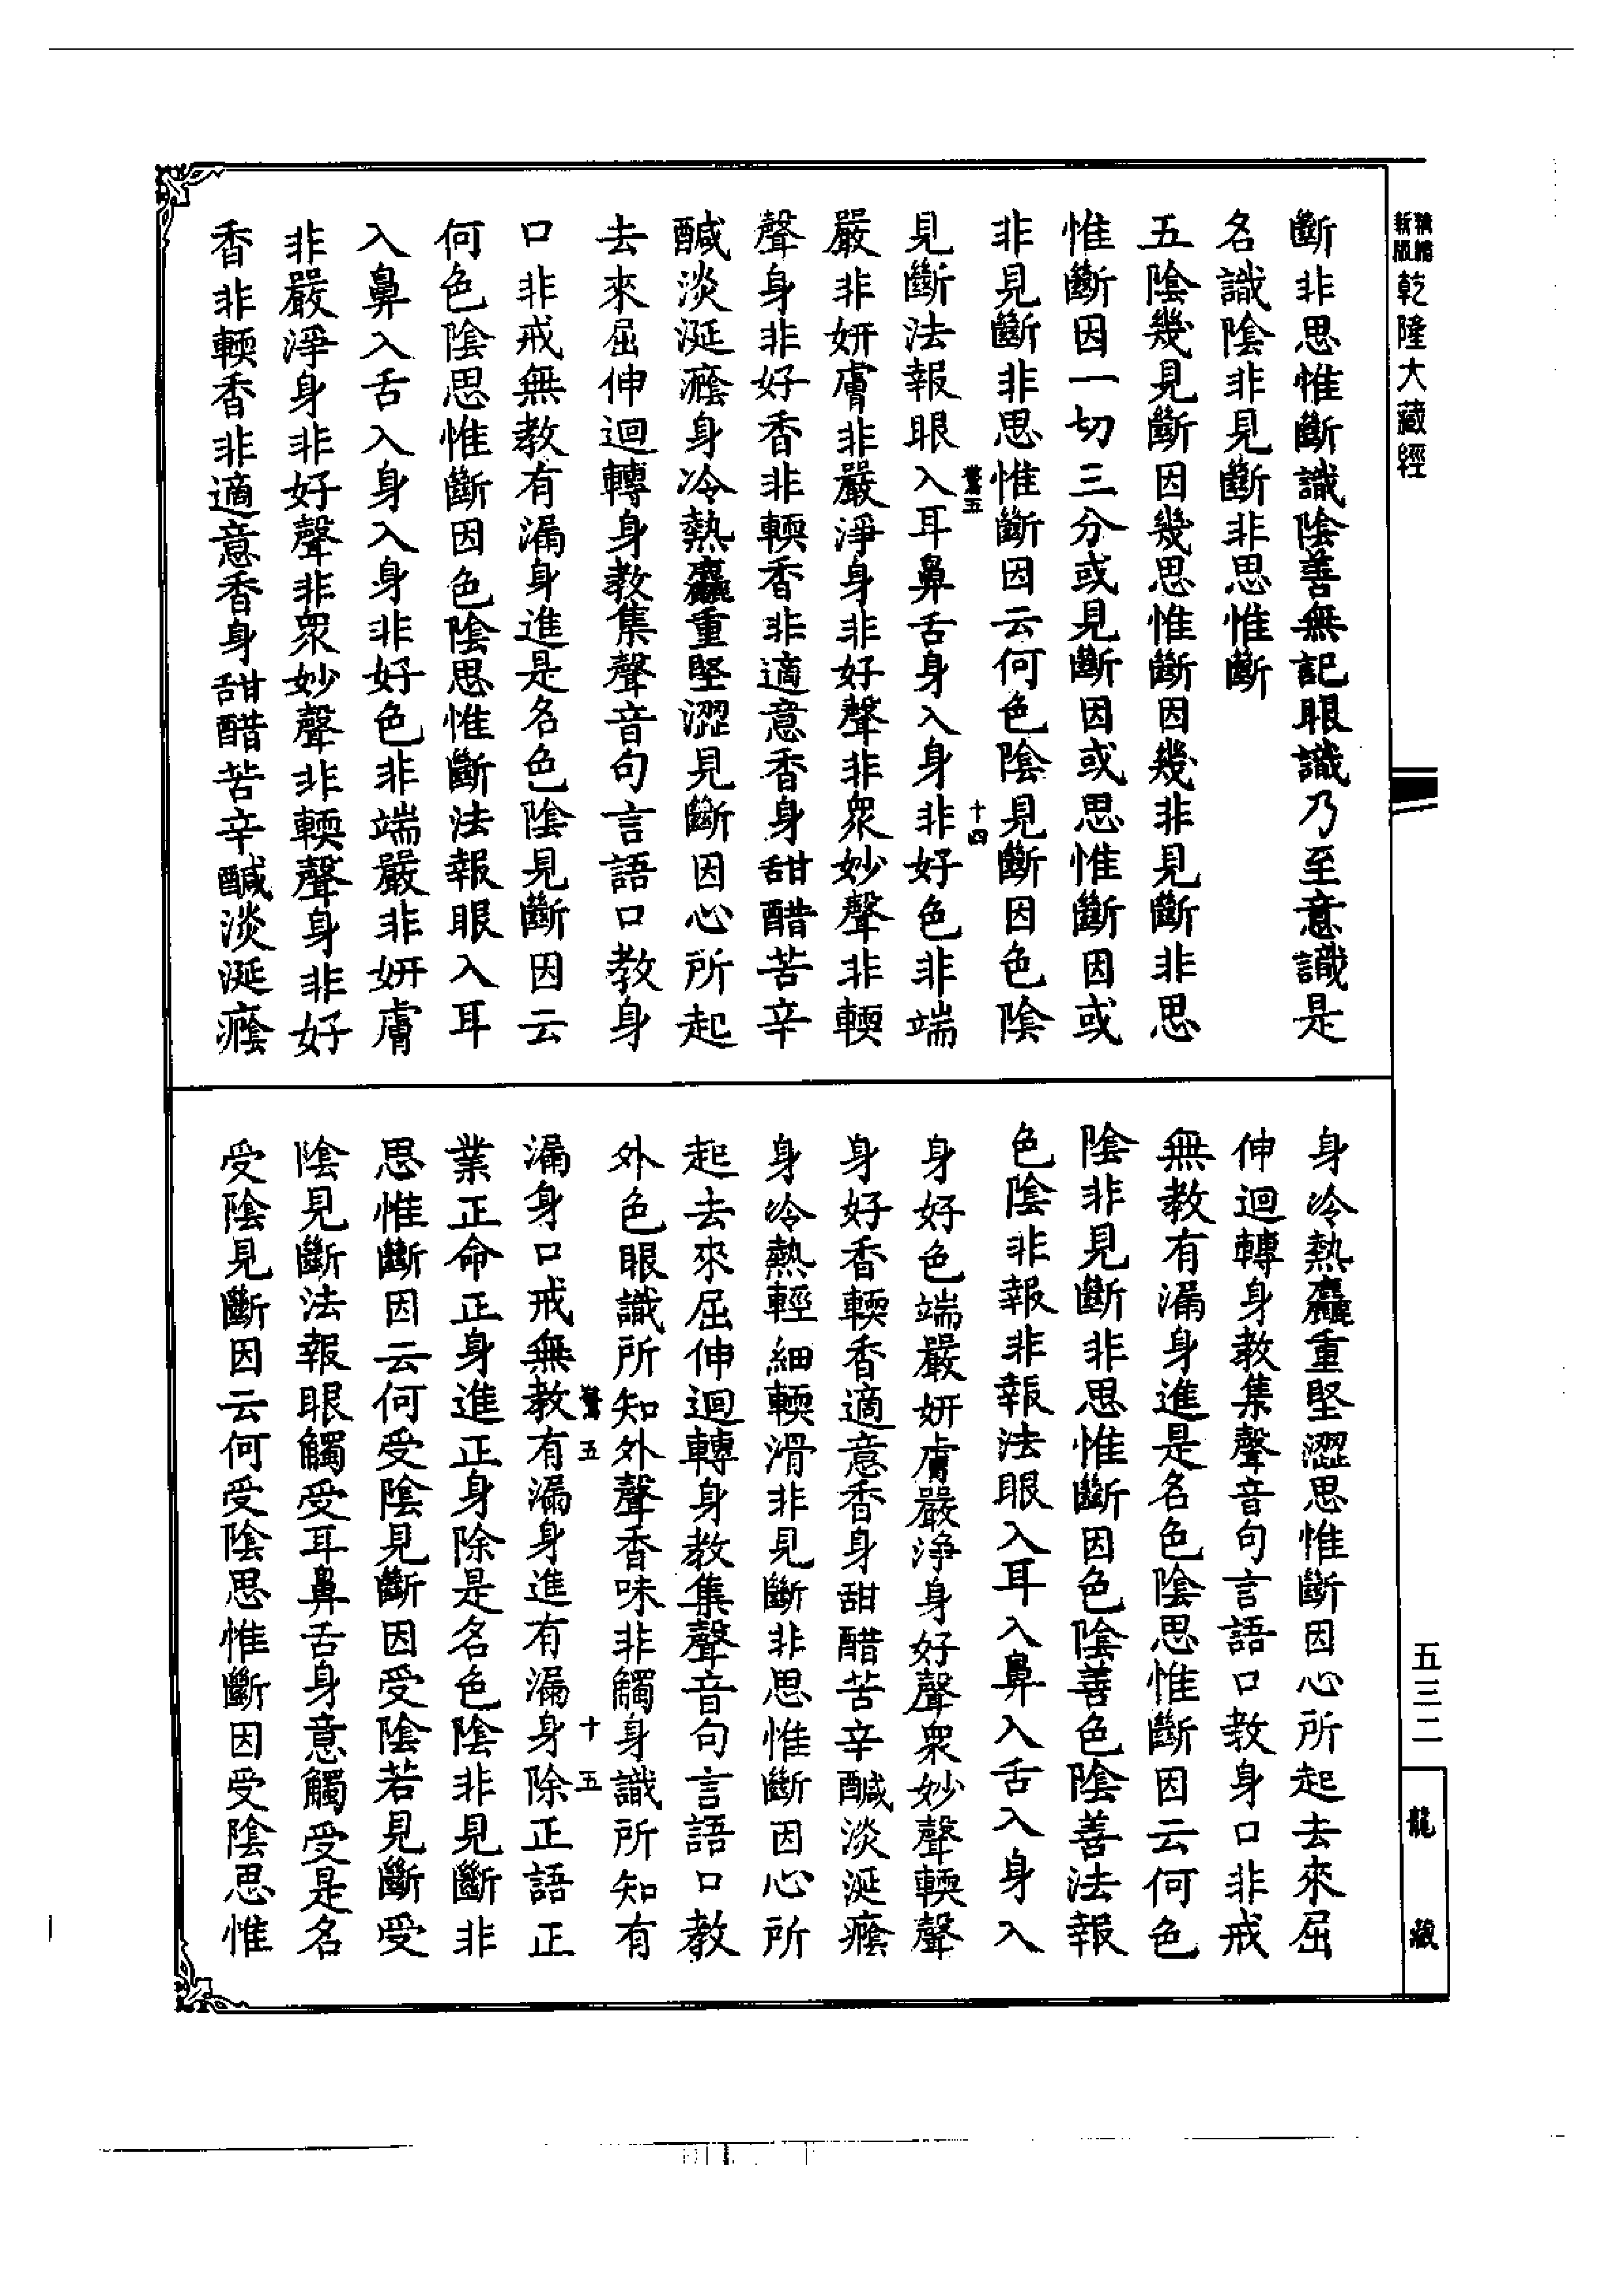 新版
精縮
乾隆大藏經
斷非思惟斷識陰善無記眼識乃至意識是
名識陰非見斷非思惟斷
五陰幾見斷因幾思惟斷因幾非見斷非思
惟斷因一切三分或見斷因或思惟斷因或
非見斷非思惟斷因云何色陰見斷因色陰
見斷法報眼入耳鼻舌身入身非好色非端
嚴非妍膚非嚴淨身非好聲非衆妙聲非輭
聲身非好香非輭香非適意香身甜醋苦辛
醎淡涎癊身冷熱麤重堅澀見斷因心所起
去來屈伸迴轉身教集聲音句言語口教身
口非戒無教有漏身進是名色陰見斷因云
何色陰思惟斷因色陰思惟斷法報眼入耳
入鼻入舌入身入身非好色非端嚴非妍膚
非嚴淨身非好聲非衆妙聲非輭聲身非好
香非輭香非適意香身甜醋苦辛醎淡涎癊
五
十四
身冷熱麤重堅澀思惟斷因心所起去來屈
伸迴轉身教集聲音句言語口教身口非戒
無教有漏身進是名色陰思惟斷因云何色
陰非見斷非思惟斷因色陰善色陰善法報
色陰非報非報法眼入耳入鼻入舌入身入
身好色端嚴妍膚嚴淨身好聲衆妙聲輭聲
身好香輭香適意香身甜醋苦辛醎淡涎癊
身冷熱輕細輭滑非見斷非思惟斷因心所
起去來屈伸迴轉身教集聲音句言語口教
外色眼識所知外聲香味非觸身識所知有
漏身口戒無教有漏身進有漏身除正語正
業正命正身進正身除是名色陰非見斷非
思惟斷因云何受陰見斷因受陰若見斷受
陰見斷法報眼觸受耳鼻舌身意觸受是名
受陰見斷因云何受陰思惟斷因受陰思惟
五
十五
五三二
龍藏